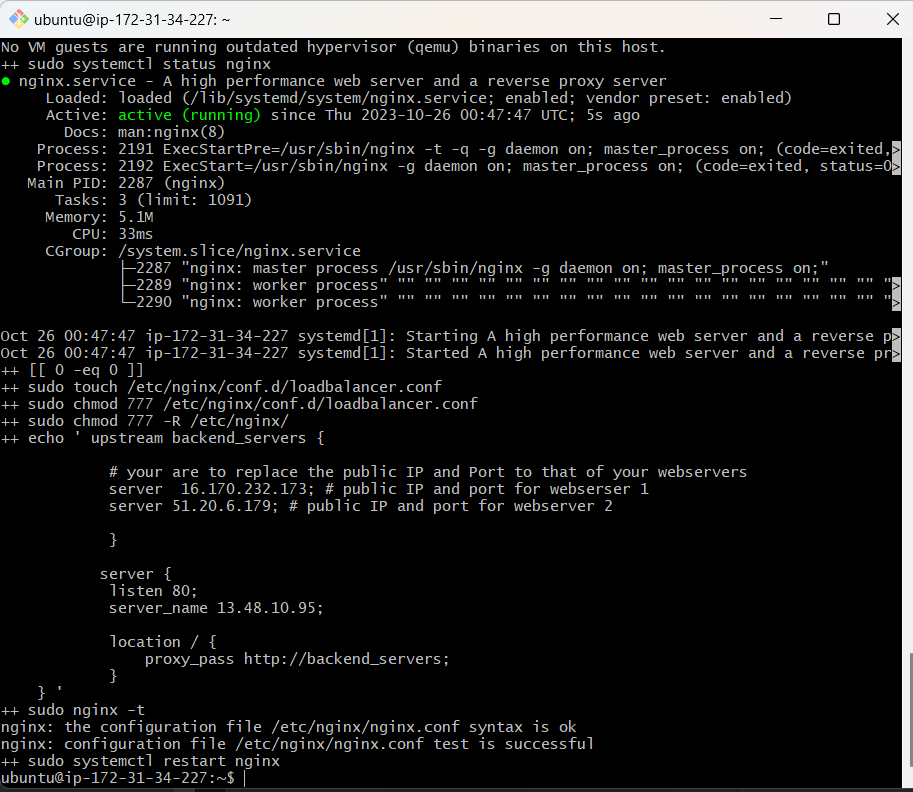 ubuntu@ip-172-31-34-227: ~
No VM guests are running outdated hypervisor (qemu) binaries on this host.
++ sudo systemctl status nginx
● nginx.service - A high performance web server and a reverse proxy server
     Loaded: loaded (/lib/systemd/system/nginx.service; enabled; vendor preset: enabled)
     Active: active (running) since Thu 2023-10-26 00:47:47 UTC; 5s ago
       Docs: man:nginx(8)
    Process: 2191 ExecStartPre=/usr/sbin/nginx -t -q -g daemon on; master_process on; (code=exited,>
    Process: 2192 ExecStart=/usr/sbin/nginx -g daemon on; master_process on; (code=exited, status=0>
   Main PID: 2287 (nginx)
      Tasks: 3 (limit: 1091)
     Memory: 5.1M
        CPU: 33ms
     CGroup: /system.slice/nginx.service
             ├─2287 "nginx: master process /usr/sbin/nginx -g daemon on; master_process on;"
             ├─2289 "nginx: worker process" "" "" "" "" "" "" "" "" "" "" "" "" "" "" "" "" "" "" ">
             └─2290 "nginx: worker process" "" "" "" "" "" "" "" "" "" "" "" "" "" "" "" "" "" "" ">
Oct 26 00:47:47 ip-172-31-34-227 systemd[1]: Starting A high performance web server and a reverse p>
Oct 26 00:47:47 ip-172-31-34-227 systemd[1]: Started A high performance web server and a reverse pr>
++ [[ 0 -eq 0 ]]
++ sudo touch /etc/nginx/conf.d/loadbalancer.conf
++ sudo chmod 777 /etc/nginx/conf.d/loadbalancer.conf
++ sudo chmod 777 -R /etc/nginx/
++ echo ' upstream backend_servers {
            # your are to replace the public IP and Port to that of your webservers
            server  16.170.232.173; # public IP and port for webserser 1
            server 51.20.6.179; # public IP and port for webserver 2
            }
           server {
            listen 80;
            server_name 13.48.10.95;
            location / {
                proxy_pass http://backend_servers;
            }
    } '
++ sudo nginx -t
nginx: the configuration file /etc/nginx/nginx.conf syntax is ok
nginx: configuration file /etc/nginx/nginx.conf test is successful
++ sudo systemctl restart nginx
ubuntu@ip-172-31-34-227:~$